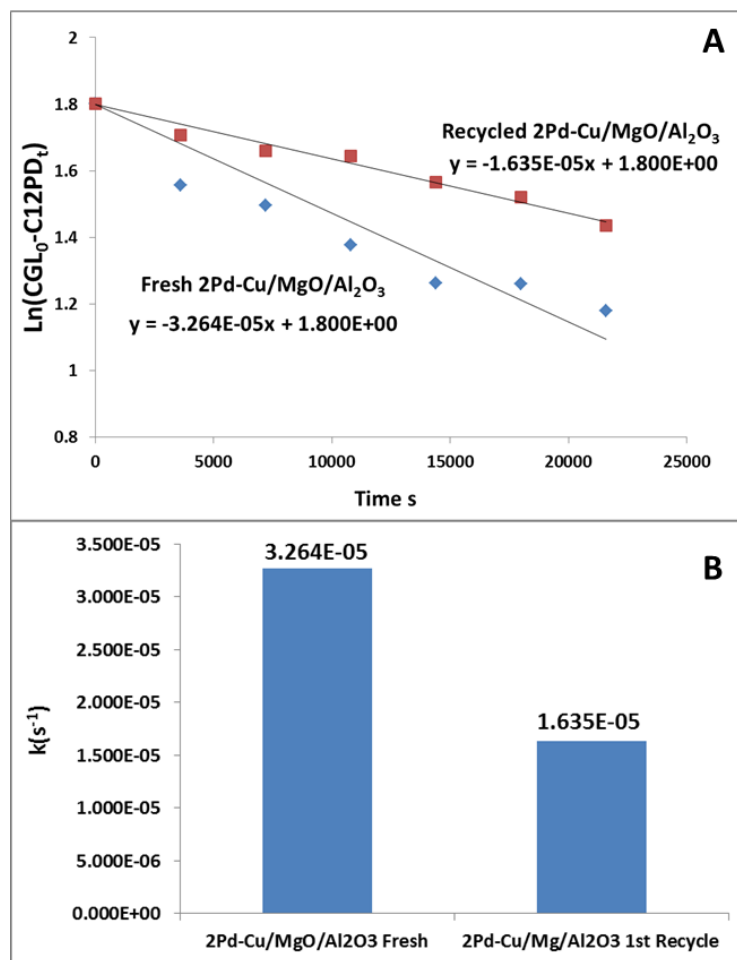 A
2
1.8
1.6
1.4
1.2
1
0.8
Ln(CGL₀-C12PDₜ)
Recycled 2Pd-Cu/MgO/Al₂O₃
y = -1.635E-05x + 1.800E+00
Fresh 2Pd-Cu/MgO/Al₂O₃
y = -3.264E-05x + 1.800E+00
0 5000 10000 15000 20000 25000
Time s
B
3.500E-05
3.000E-05
2.500E-05
2.000E-05
1.500E-05
1.000E-05
5.000E-06
0.000E+00
k(s⁻¹)
3.264E-05
1.635E-05
2Pd-Cu/MgO/Al2O3 Fresh 2Pd-Cu/Mg/Al2O3 1st Recycle